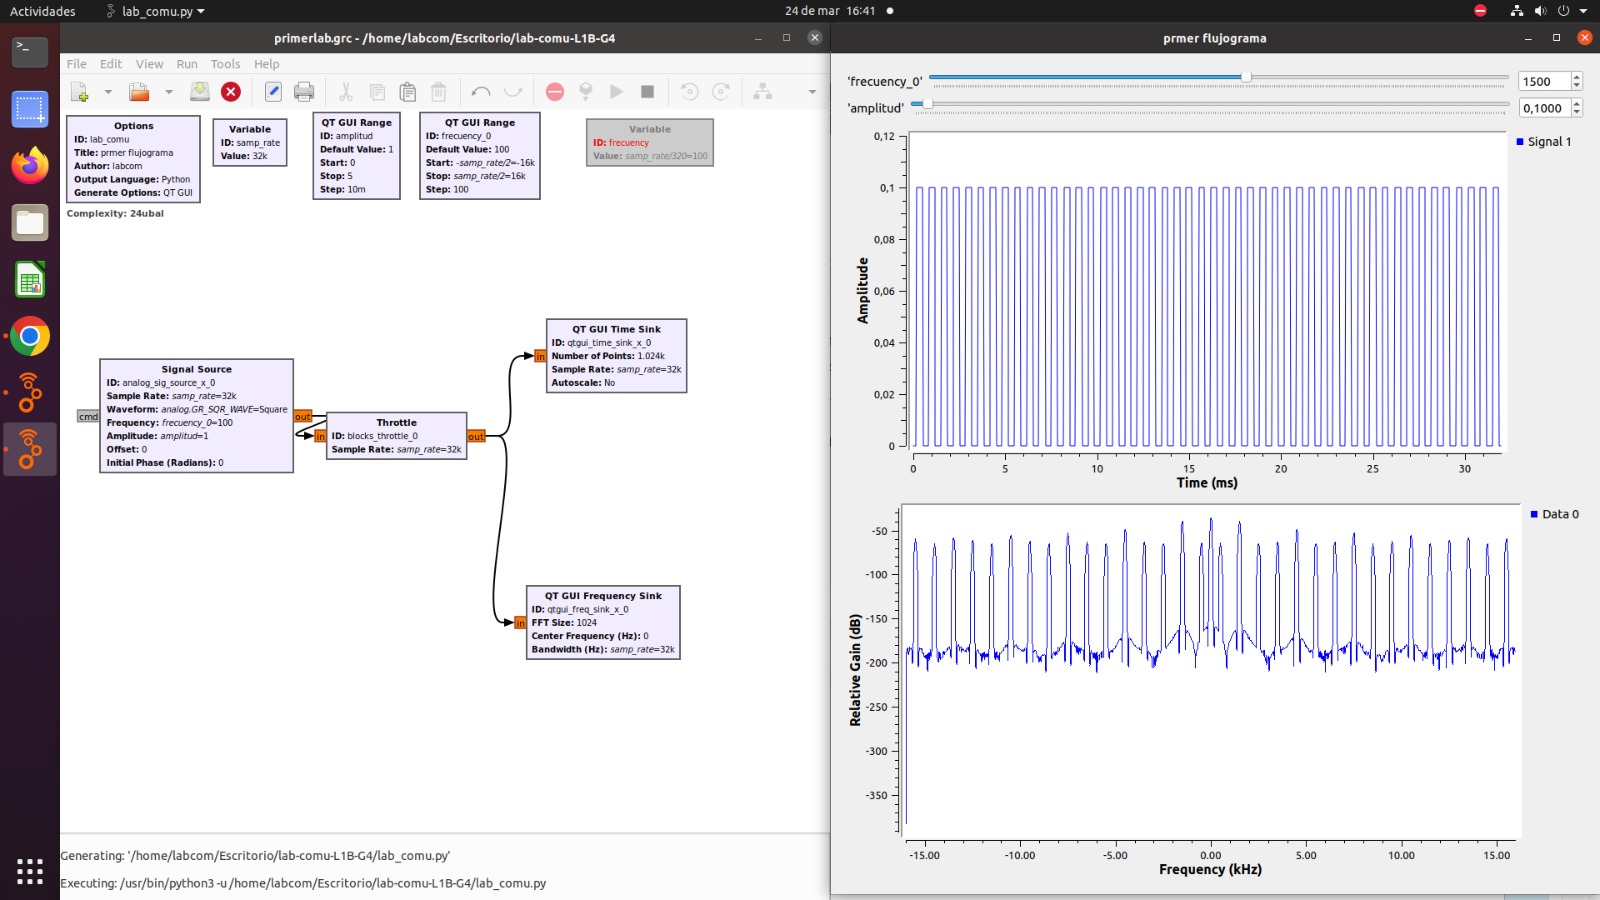 Actividades
lab_comu.py
24 de mar 16:41
primerlab.grc - /home/labcom/Escritorio/lab-comu-L1B-G4
File Edit View Run Tools Help
Options
ID: lab_comu
Title: prmer flujograma
Author: labcom
Output Language: Python
Generate Options: QT GUI
Complexity: 24ubal
Variable
ID: samp_rate
Value: 32k
QT GUI Range
ID: amplitud
Default Value: 1
Start: 0
Stop: 5
Step: 10m
QT GUI Range
ID: frecuency_0
Default Value: 100
Start: -samp_rate/2=-16k
Stop: samp_rate/2=16k
Step: 100
Variable
ID: frecuency
Value: samp_rate/320=100
Signal Source
ID: analog_sig_source_x_0
Sample Rate: samp_rate=32k
Waveform: analog.GR_SQR_WAVE=Square
Frequency: frecuency_0=100
Amplitude: amplitud=1
Offset: 0
Initial Phase (Radians): 0
cmd
out
Throttle
ID: blocks_throttle_0
Sample Rate: samp_rate=32k
in
out
QT GUI Time Sink
ID: qtgui_time_sink_x_0
Number of Points: 1.024k
Sample Rate: samp_rate=32k
Autoscale: No
in
QT GUI Frequency Sink
ID: qtgui_freq_sink_x_0
FFT Size: 1024
Center Frequency (Hz): 0
Bandwidth (Hz): samp_rate=32k
in
Generating: '/home/labcom/Escritorio/lab-comu-L1B-G4/lab_comu.py'
Executing: /usr/bin/python3 -u /home/labcom/Escritorio/lab-comu-L1B-G4/lab_comu.py
prmer flujograma
'frecuency_0' 1500
'amplitud' 0,1000
Signal 1
Amplitude
0,12
0,1
0,08
0,06
0,04
0,02
0
0 5 10 15 20 25 30
Time (ms)
Data 0
Relative Gain (dB)
-50
-100
-150
-200
-250
-300
-350
-15.00 -10.00 -5.00 0.00 5.00 10.00 15.00
Frequency (kHz)